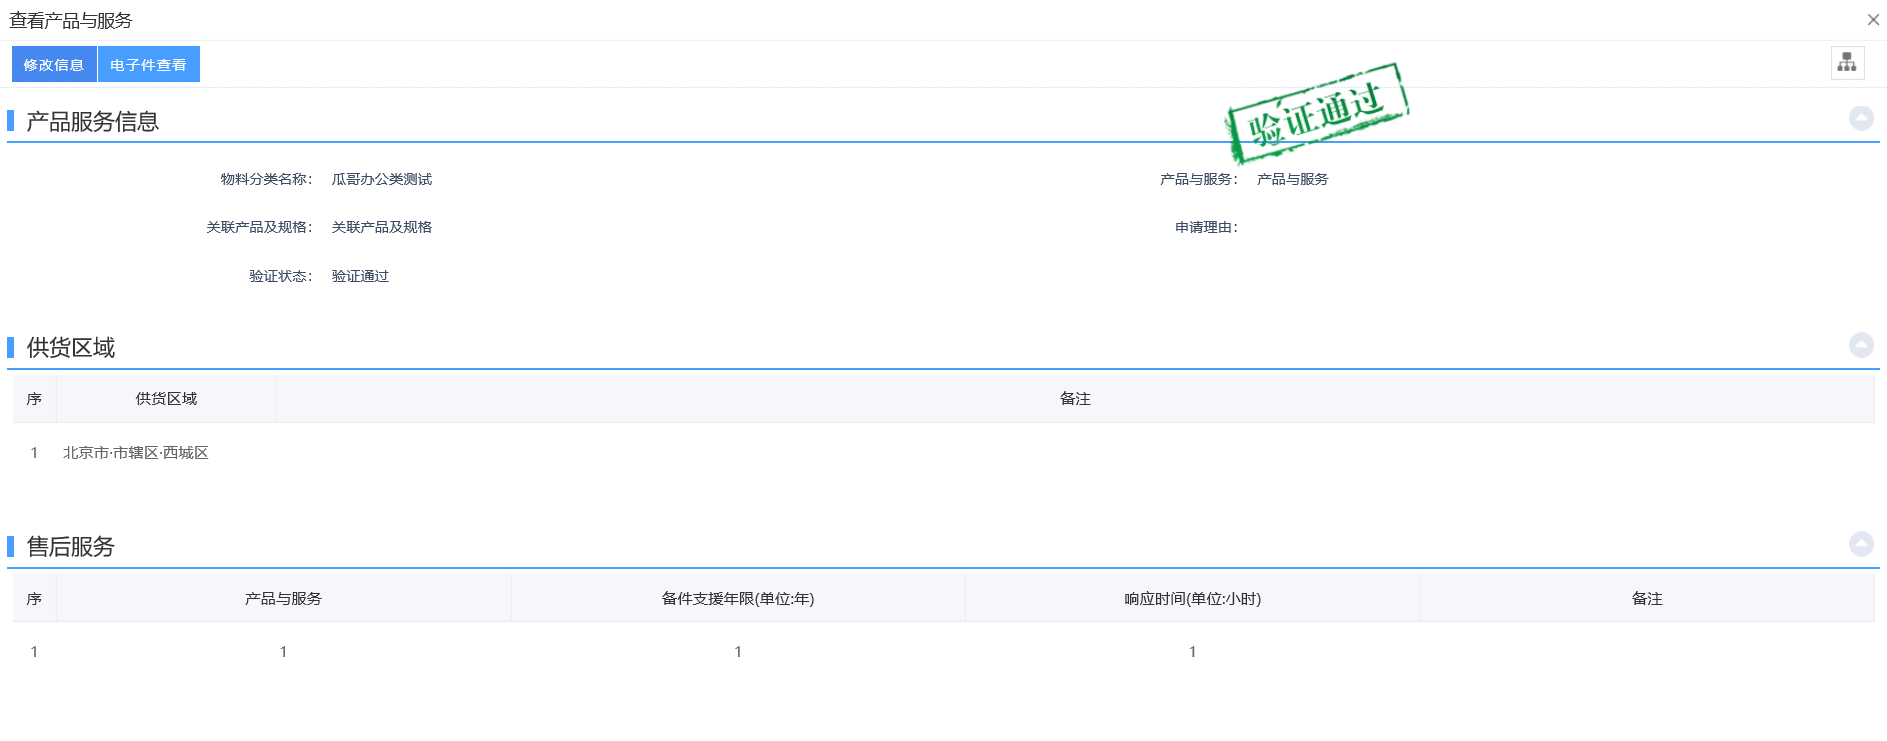 查看产品与服务
修改信息 电子件查看
验证通过
产品服务信息
物料分类名称： 瓜哥办公类测试 产品与服务： 产品与服务
关联产品及规格： 关联产品及规格 申请理由：
验证状态： 验证通过
供货区域
序 供货区域 备注
1 北京市·市辖区·西城区
售后服务
序 产品与服务 备件支援年限(单位:年) 响应时间(单位:小时) 备注
1 1 1 1